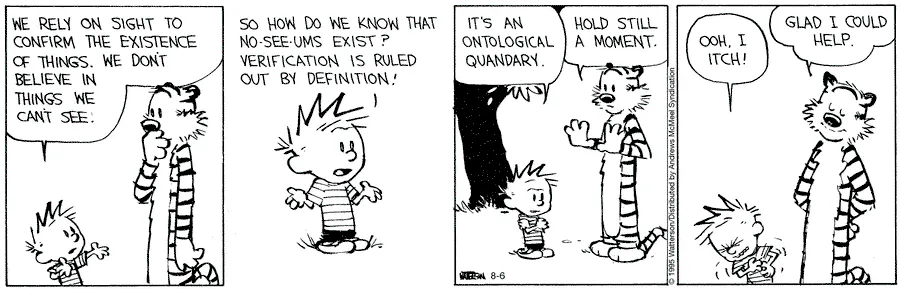 WE RELY ON SIGHT TO
CONFIRM THE EXISTENCE
OF THINGS. WE DON'T
BELIEVE IN
THINGS WE
CAN'T SEE.
SO HOW DO WE KNOW THAT
NO-SEE-UMS EXIST?
VERIFICATION IS RULED
OUT BY DEFINITION!
IT'S AN
ONTOLOGICAL
QUANDARY.
HOLD STILL
A MOMENT.
WATTERSON 8-6
© 1995 Watterson/Distributed by Andrews McMeel Syndication
OOH, I
ITCH!
GLAD I COULD
HELP.